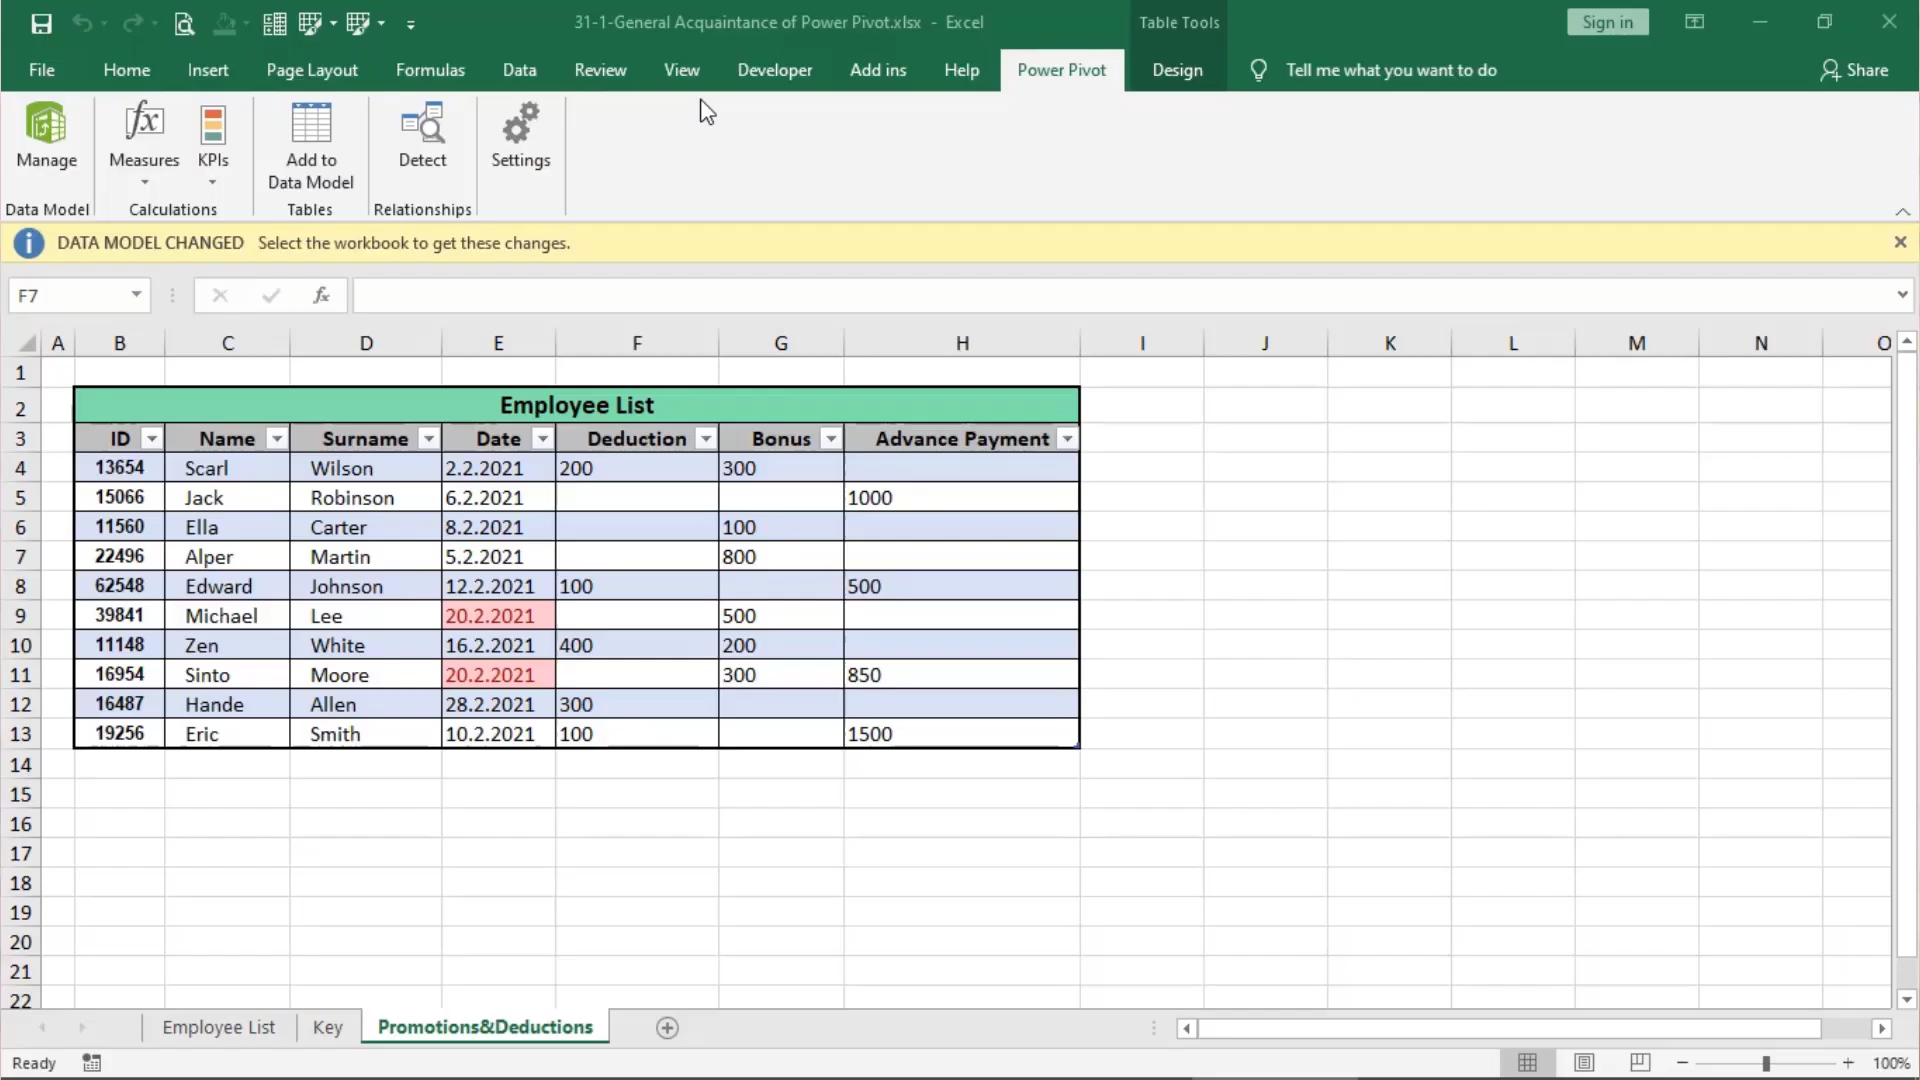 31-1-General Acquaintance of Power Pivot.xlsx - Excel
Table Tools
Sign in
File Home Insert Page Layout Formulas Data Review View Developer Add ins Help Power Pivot Design Tell me what you want to do Share
Manage
Measures
KPIs
Add to
Data Model
Detect
Settings
Data Model
Calculations
Tables
Relationships
DATA MODEL CHANGED Select the workbook to get these changes.
F7 fx
A B C D E F G H I J K L M N O
1
2 Employee List
3 ID Name Surname Date Deduction Bonus Advance Payment
4 13654 Scarl Wilson 2.2.2021 200 300
5 15066 Jack Robinson 6.2.2021 1000
6 11560 Ella Carter 8.2.2021 100
7 22496 Alper Martin 5.2.2021 800
8 62548 Edward Johnson 12.2.2021 100 500
9 39841 Michael Lee 20.2.2021 500
10 11148 Zen White 16.2.2021 400 200
11 16954 Sinto Moore 20.2.2021 300 850
12 16487 Hande Allen 28.2.2021 300
13 19256 Eric Smith 10.2.2021 100 1500
14
15
16
17
18
19
20
21
22
Employee List Key Promotions&Deductions
Ready 100%